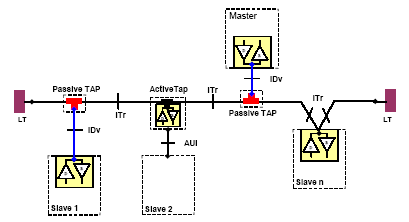 Master
Passive TAP
ActiveTap
IDv
ITr
ITr
ITr
LT
ITr
Passive TAP
LT
IDv
AUI
Slave 1
Slave 2
Slave n